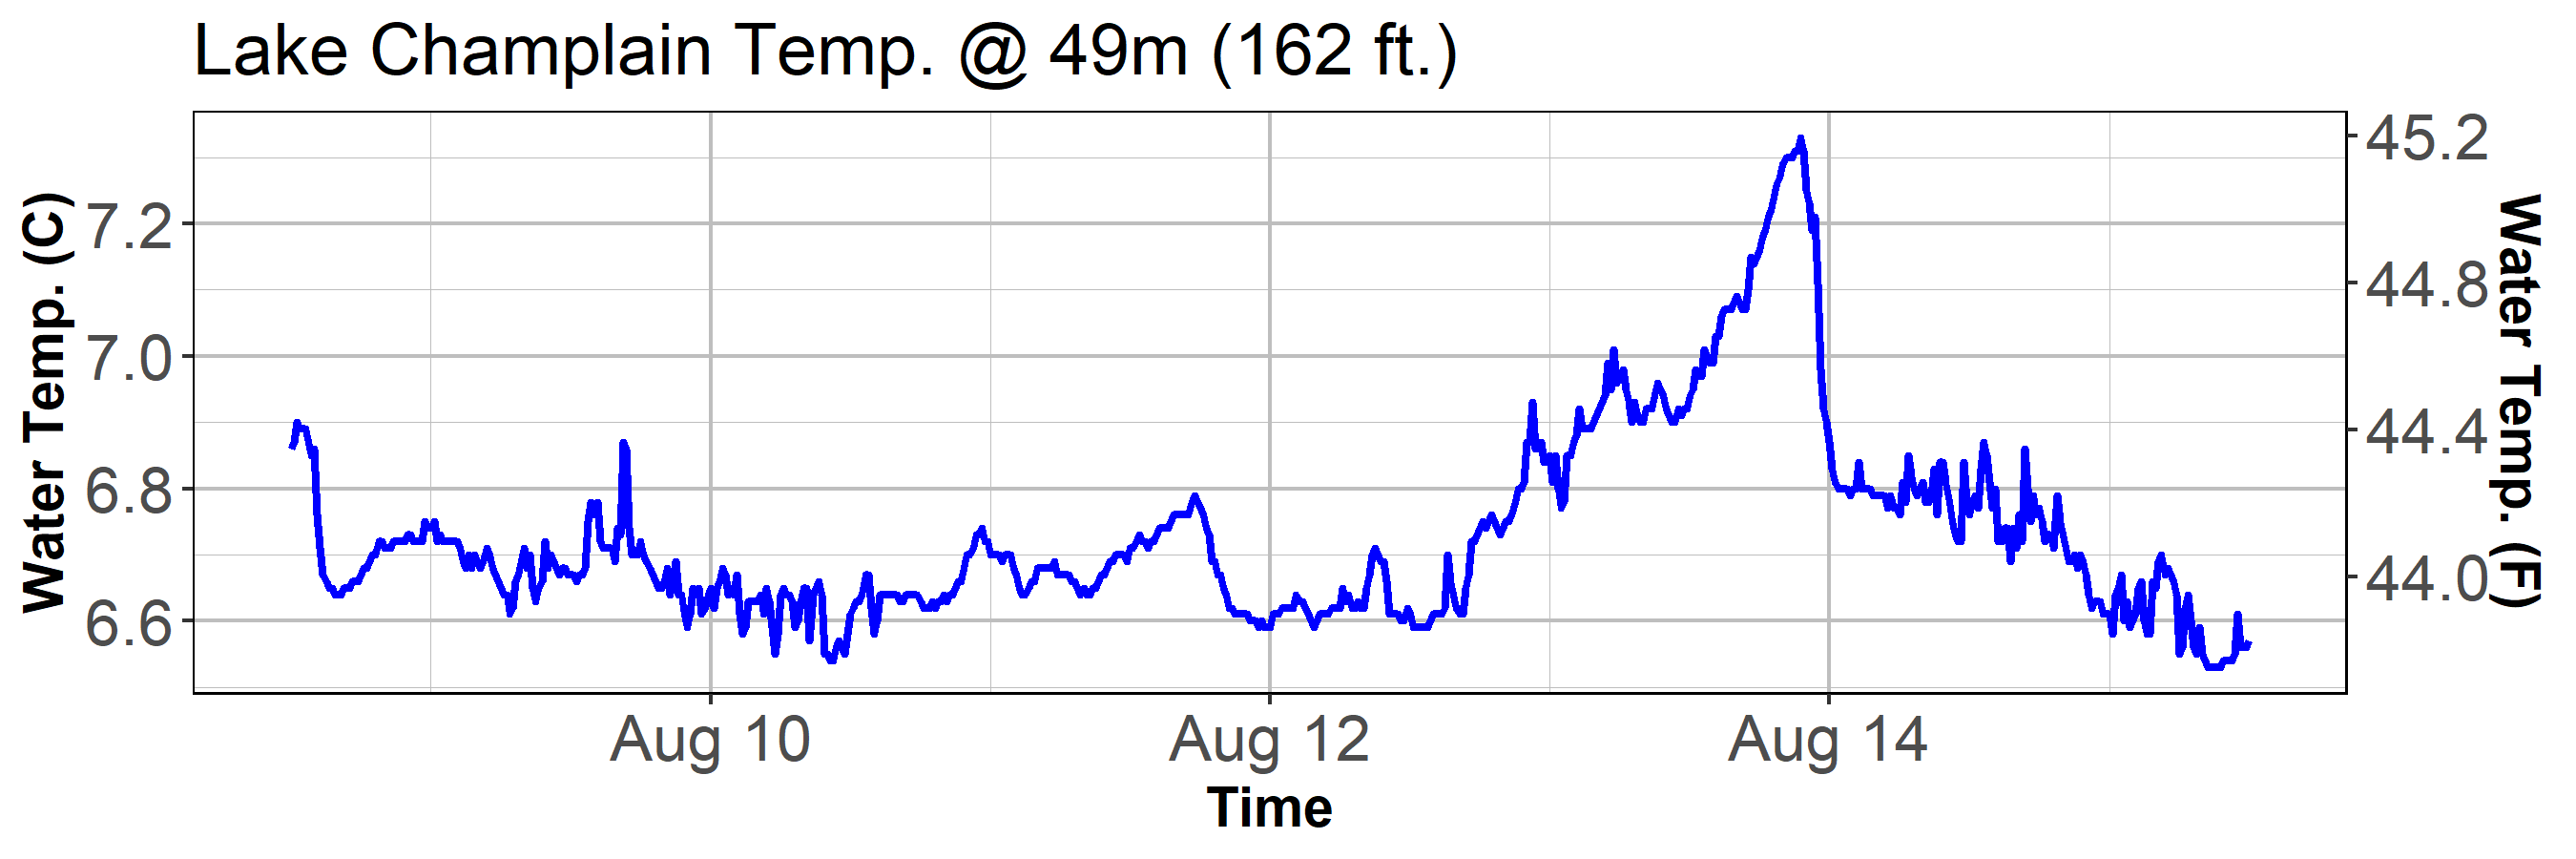 Lake Champlain Temp. @ 49m (162 ft.)
Water Temp. (C)
7.2
7.0
6.8
6.6
45.2
44.8
44.4
44.0
Water Temp. (F)
Aug 10
Aug 12
Aug 14
Time